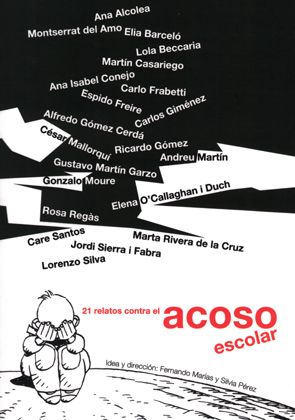 Ana Alcolea
Montserrat del Amo
Elia Barceló
Lola Beccaria
Martín Casariego
Ana Isabel Conejo
Carlo Frabetti
Espido Freire
Carlos Giménez
Alfredo Gómez Cerdá
Ricardo Gómez
César Mallorquí
Andreu Martín
Gustavo Martín Garzo
Gonzalo Moure
Elena O'Callaghan i Duch
Rosa Regàs
Care Santos
Marta Rivera de la Cruz
Jordi Sierra i Fabra
Lorenzo Silva
21 relatos contra el
acoso
escolar
Idea y dirección: Fernando Marías y Silvia Pérez